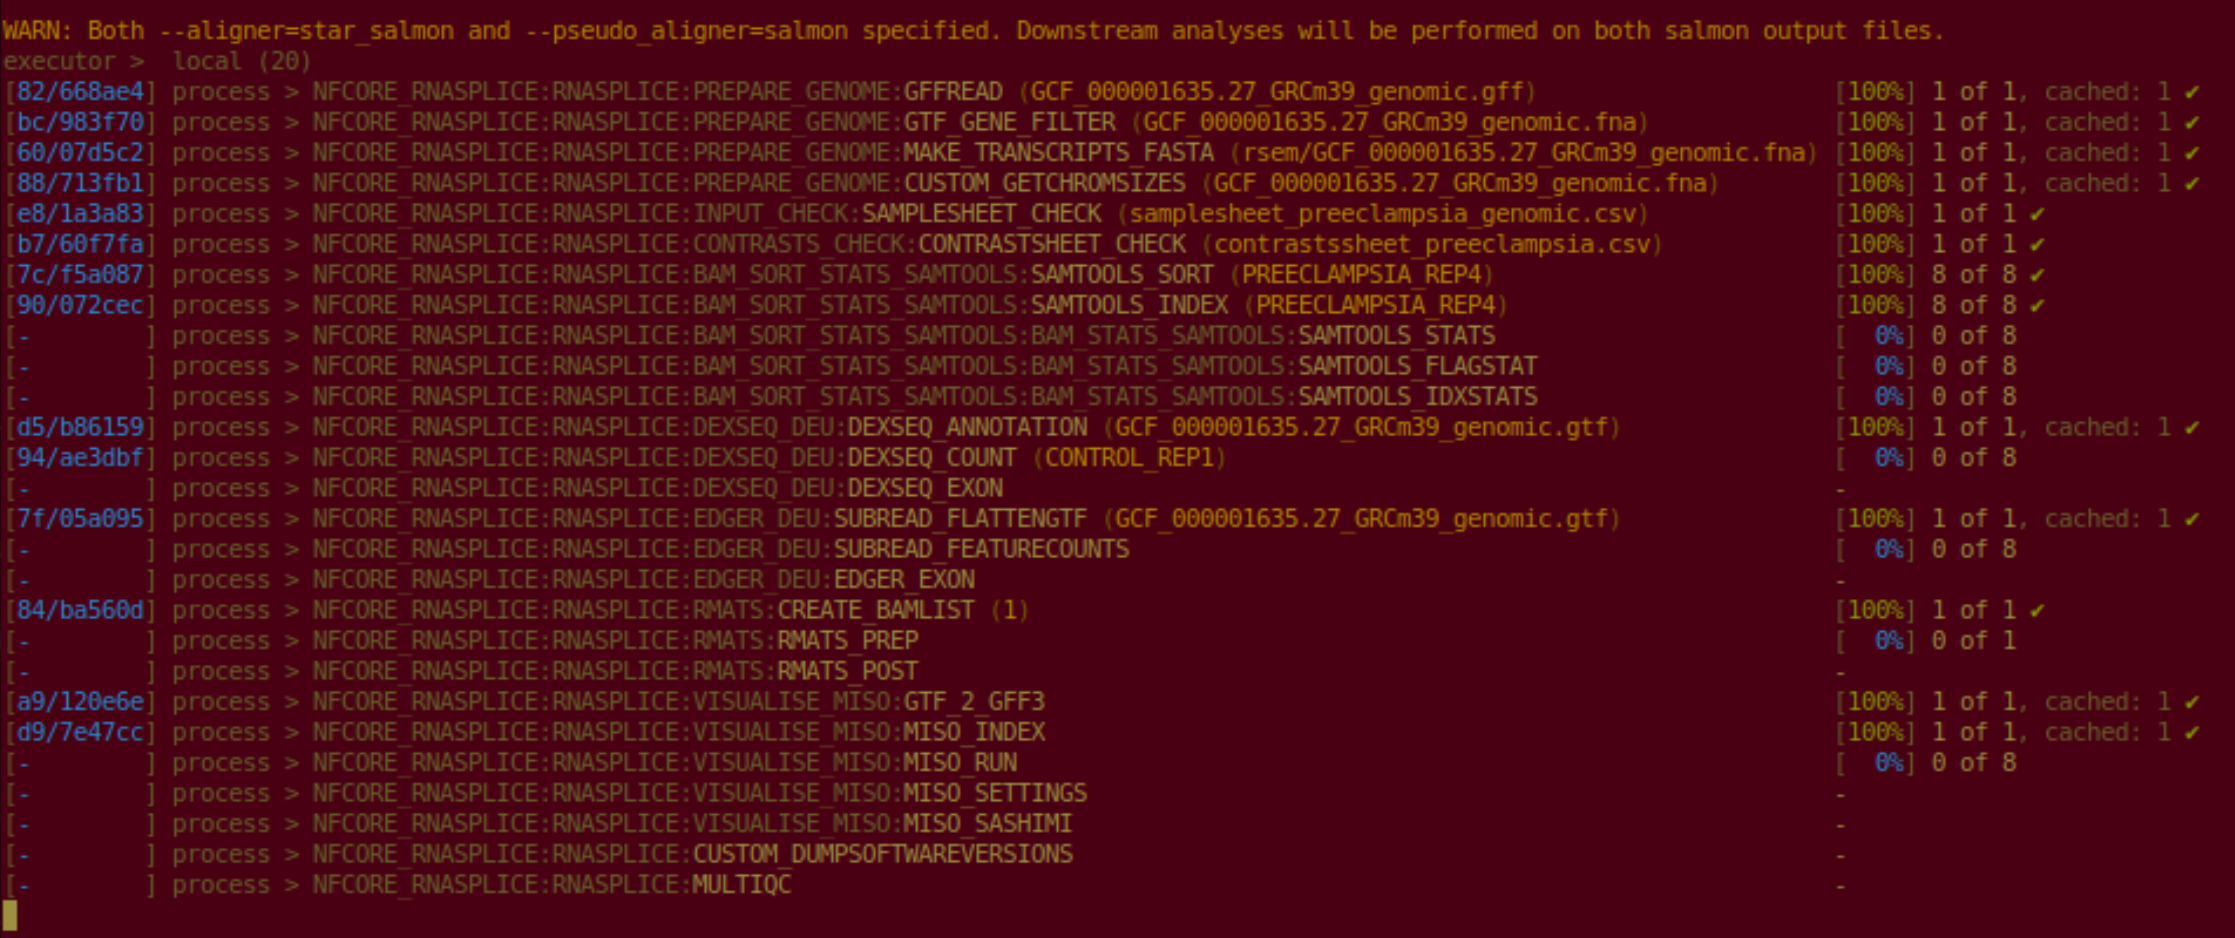 WARN: Both --aligner=star_salmon and --pseudo_aligner=salmon specified. Downstream analyses will be performed on both salmon output files.
executor >  local (20)
[82/668ae4] process > NFCORE_RNASPLICE:RNASPLICE:PREPARE_GENOME:GFFREAD (GCF_000001635.27_GRCm39_genomic.gff) [100%] 1 of 1, cached: 1 ✔
[bc/983f70] process > NFCORE_RNASPLICE:RNASPLICE:PREPARE_GENOME:GTF_GENE_FILTER (GCF_000001635.27_GRCm39_genomic.fna) [100%] 1 of 1, cached: 1 ✔
[60/07d5c2] process > NFCORE_RNASPLICE:RNASPLICE:PREPARE_GENOME:MAKE_TRANSCRIPTS_FASTA (rsem/GCF_000001635.27_GRCm39_genomic.fna) [100%] 1 of 1, cached: 1 ✔
[88/713fb1] process > NFCORE_RNASPLICE:RNASPLICE:PREPARE_GENOME:CUSTOM_GETCHROMSIZES (GCF_000001635.27_GRCm39_genomic.fna) [100%] 1 of 1, cached: 1 ✔
[e8/1a3a83] process > NFCORE_RNASPLICE:RNASPLICE:INPUT_CHECK:SAMPLESHEET_CHECK (samplesheet_preeclampsia_genomic.csv) [100%] 1 of 1 ✔
[b7/60f7fa] process > NFCORE_RNASPLICE:RNASPLICE:CONTRASTS_CHECK:CONTRASTSHEET_CHECK (contrastssheet_preeclampsia.csv) [100%] 1 of 1 ✔
[7c/f5a087] process > NFCORE_RNASPLICE:RNASPLICE:BAM_SORT_STATS_SAMTOOLS:SAMTOOLS_SORT (PREECLAMPSIA_REP4) [100%] 8 of 8 ✔
[90/072cec] process > NFCORE_RNASPLICE:RNASPLICE:BAM_SORT_STATS_SAMTOOLS:SAMTOOLS_INDEX (PREECLAMPSIA_REP4) [100%] 8 of 8 ✔
[-        ] process > NFCORE_RNASPLICE:RNASPLICE:BAM_SORT_STATS_SAMTOOLS:BAM_STATS_SAMTOOLS:SAMTOOLS_STATS [  0%] 0 of 8
[-        ] process > NFCORE_RNASPLICE:RNASPLICE:BAM_SORT_STATS_SAMTOOLS:BAM_STATS_SAMTOOLS:SAMTOOLS_FLAGSTAT [  0%] 0 of 8
[-        ] process > NFCORE_RNASPLICE:RNASPLICE:BAM_SORT_STATS_SAMTOOLS:BAM_STATS_SAMTOOLS:SAMTOOLS_IDXSTATS [  0%] 0 of 8
[d5/b86159] process > NFCORE_RNASPLICE:RNASPLICE:DEXSEQ_DEU:DEXSEQ_ANNOTATION (GCF_000001635.27_GRCm39_genomic.gtf) [100%] 1 of 1, cached: 1 ✔
[94/ae3dbf] process > NFCORE_RNASPLICE:RNASPLICE:DEXSEQ_DEU:DEXSEQ_COUNT (CONTROL_REP1) [  0%] 0 of 8
[-        ] process > NFCORE_RNASPLICE:RNASPLICE:DEXSEQ_DEU:DEXSEQ_EXON -
[7f/05a095] process > NFCORE_RNASPLICE:RNASPLICE:EDGER_DEU:SUBREAD_FLATTENGTF (GCF_000001635.27_GRCm39_genomic.gtf) [100%] 1 of 1, cached: 1 ✔
[-        ] process > NFCORE_RNASPLICE:RNASPLICE:EDGER_DEU:SUBREAD_FEATURECOUNTS [  0%] 0 of 8
[-        ] process > NFCORE_RNASPLICE:RNASPLICE:EDGER_DEU:EDGER_EXON -
[84/ba560d] process > NFCORE_RNASPLICE:RNASPLICE:RMATS:CREATE_BAMLIST (1) [100%] 1 of 1 ✔
[-        ] process > NFCORE_RNASPLICE:RNASPLICE:RMATS:RMATS_PREP [  0%] 0 of 1
[-        ] process > NFCORE_RNASPLICE:RNASPLICE:RMATS:RMATS_POST -
[a9/120e6e] process > NFCORE_RNASPLICE:RNASPLICE:VISUALISE_MISO:GTF_2_GFF3 [100%] 1 of 1, cached: 1 ✔
[d9/7e47cc] process > NFCORE_RNASPLICE:RNASPLICE:VISUALISE_MISO:MISO_INDEX [100%] 1 of 1, cached: 1 ✔
[-        ] process > NFCORE_RNASPLICE:RNASPLICE:VISUALISE_MISO:MISO_RUN [  0%] 0 of 8
[-        ] process > NFCORE_RNASPLICE:RNASPLICE:VISUALISE_MISO:MISO_SETTINGS -
[-        ] process > NFCORE_RNASPLICE:RNASPLICE:VISUALISE_MISO:MISO_SASHIMI -
[-        ] process > NFCORE_RNASPLICE:RNASPLICE:CUSTOM_DUMPSOFTWAREVERSIONS -
[-        ] process > NFCORE_RNASPLICE:RNASPLICE:MULTIQC -